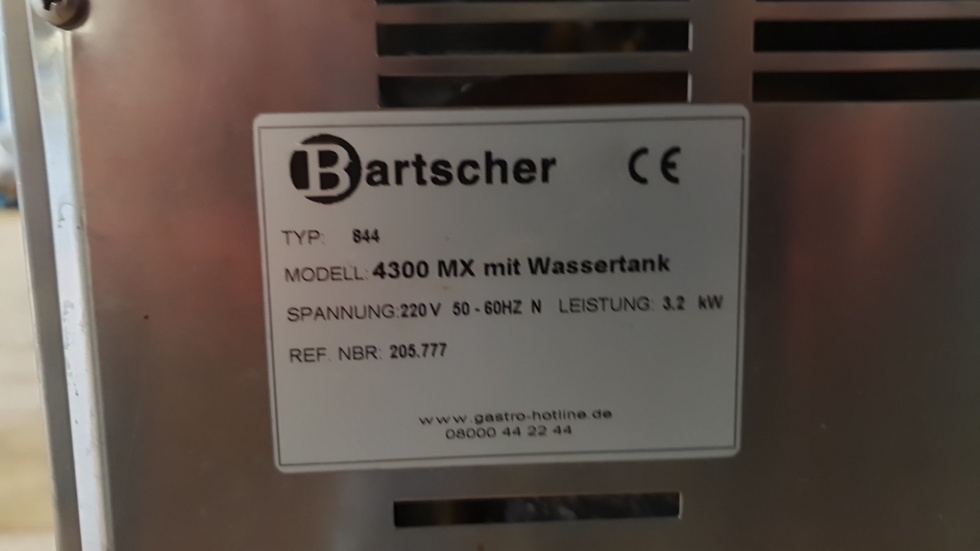 Bartscher CE
TYP: 844
MODELL: 4300 MX mit Wassertank
SPANNUNG: 220 V 50 - 60HZ N LEISTUNG: 3.2 kW
REF. NBR: 205.777
www.gastro-hotline.de
08000 44 22 44